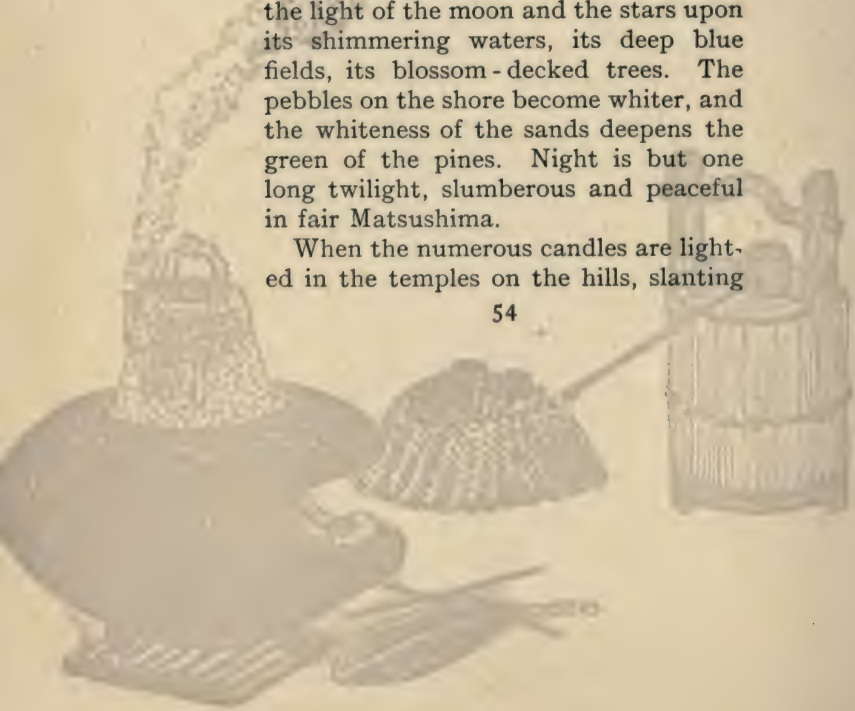 the light of the moon and the stars upon
its shimmering waters, its deep blue
fields, its blossom-decked trees. The
pebbles on the shore become whiter, and
the whiteness of the sands deepens the
green of the pines. Night is but one
long twilight, slumberous and peaceful
in fair Matsushima.
When the numerous candles are light-
ed in the temples on the hills, slanting
54